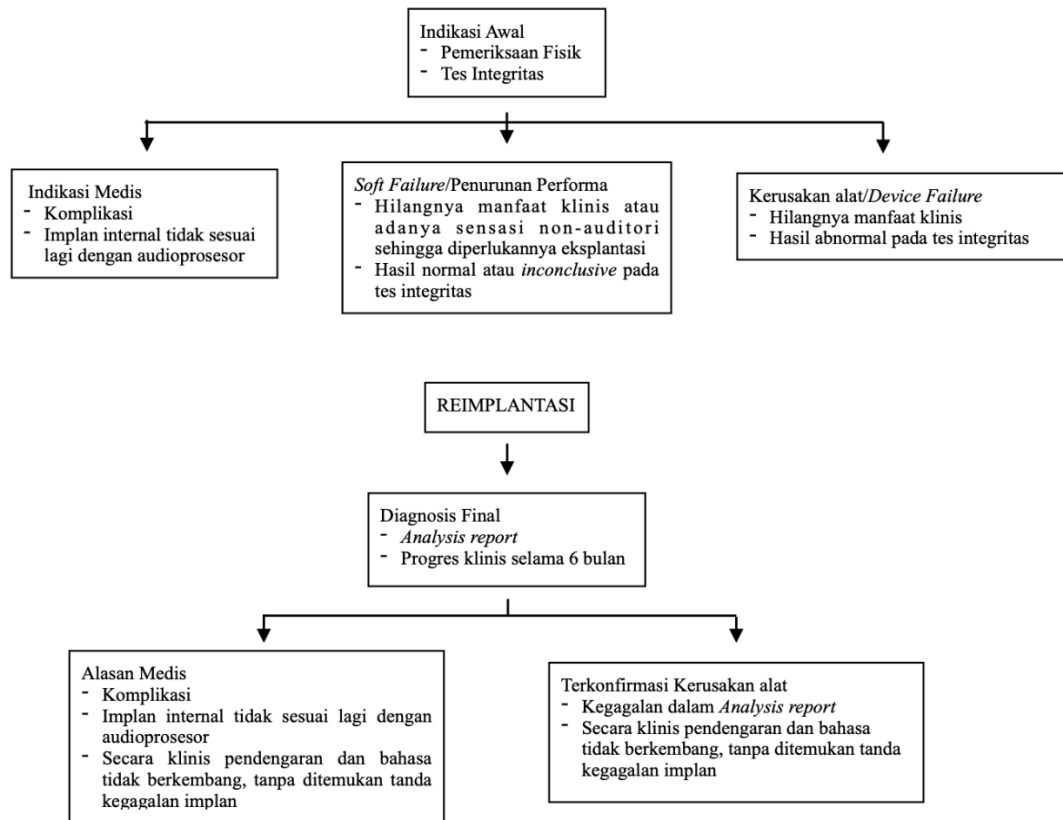 Indikasi Awal
- Pemeriksaan Fisik
- Tes Integritas
Indikasi Medis
- Komplikasi
- Implan internal tidak sesuai
lagi dengan audioprosesor
Soft Failure/Penurunan Performa
- Hilangnya manfaat klinis atau
adanya sensasi non-auditori
sehingga diperlukannya eksplantasi
- Hasil normal atau inconclusive pada
tes integritas
Kerusakan alat/Device Failure
- Hilangnya manfaat klinis
- Hasil abnormal pada tes integritas
REIMPLANTASI
Diagnosis Final
- Analysis report
- Progres klinis selama 6 bulan
Alasan Medis
- Komplikasi
- Implan internal tidak sesuai lagi dengan
audioprosesor
- Secara klinis pendengaran dan bahasa
tidak berkembang, tanpa ditemukan tanda
kegagalan implan
Terkonfirmasi Kerusakan alat
- Kegagalan dalam Analysis report
- Secara klinis pendengaran dan bahasa
tidak berkembang, tanpa ditemukan tanda
kegagalan implan